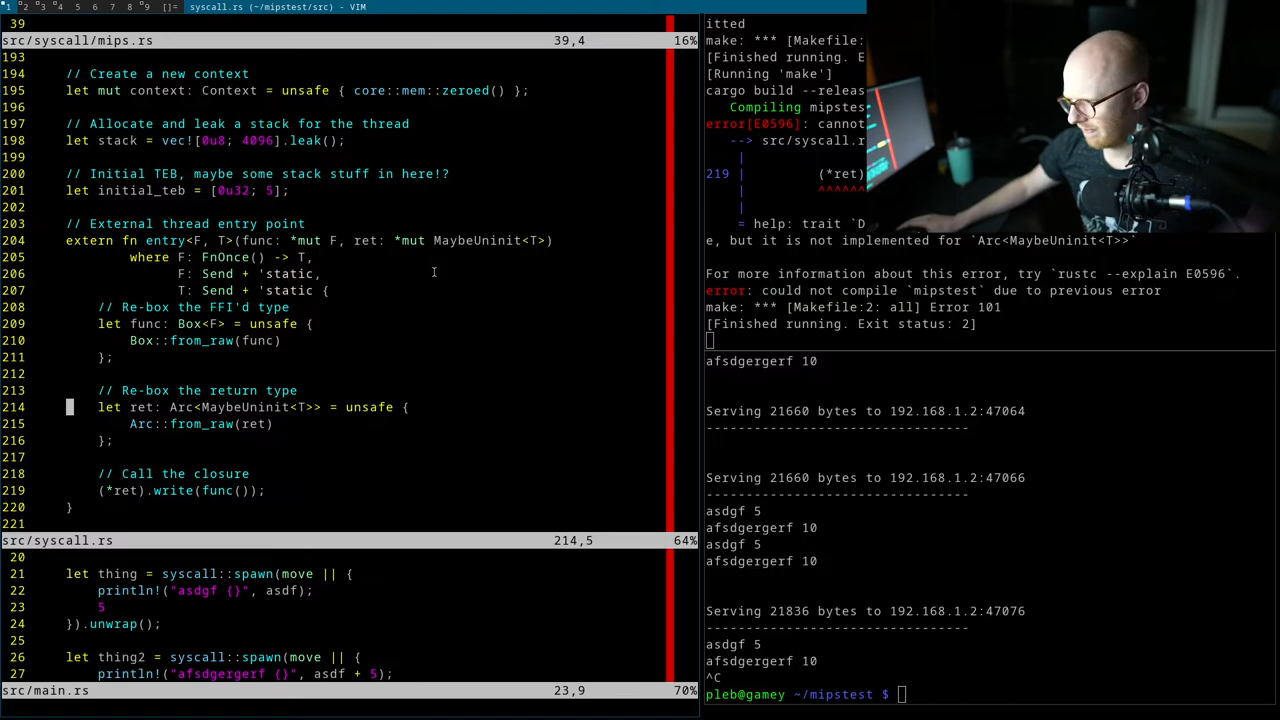 1 2 3 4 5 6 7 8 9 []= syscall.rs (~/mipstest/src) - VIM
39
src/syscall/mips.rs 39,4 16%
193
194 // Create a new context
195 let mut context: Context = unsafe { core::mem::zeroed() };
196
197 // Allocate and leak a stack for the thread
198 let stack = vec![0u8; 4096].leak();
199
200 // Initial TEB, maybe some stack stuff in here!?
201 let initial_teb = [0u32; 5];
202
203 // External thread entry point
204 extern fn entry<F, T>(func: *mut F, ret: *mut MaybeUninit<T>)
205 where F: FnOnce() -> T,
206 F: Send + 'static,
207 T: Send + 'static {
208 // Re-box the FFI'd type
209 let func: Box<F> = unsafe {
210 Box::from_raw(func)
211 };
212
213 // Re-box the return type
214 let ret: Arc<MaybeUninit<T>> = unsafe {
215 Arc::from_raw(ret)
216 };
217
218 // Call the closure
219 (*ret).write(func());
220 }
221
src/syscall.rs 214,5 64%
20
21 let thing = syscall::spawn(move || {
22 println!("asdgf {}", asdf);
23 5
24 }).unwrap();
25
26 let thing2 = syscall::spawn(move || {
27 println!("afsdgergerf {}", asdf + 5);
src/main.rs 23,9 70%
itted
make: *** [Makefile:
[Finished running. E
[Running 'make']
cargo build --releas
Compiling mipstes
error[E0596]: cannot
--> src/syscall.r
|
219 | (*ret)
| ^^^^^^
|
= help: trait `D
e, but it is not implemented for `Arc<MaybeUninit<T>>`
For more information about this error, try `rustc --explain E0596`.
error: could not compile `mipstest` due to previous error
make: *** [Makefile:2: all] Error 101
[Finished running. Exit status: 2]
afsdgergerf 10
Serving 21660 bytes to 192.168.1.2:47064
---------------------------------
Serving 21660 bytes to 192.168.1.2:47066
---------------------------------
asdgf 5
afsdgergerf 10
asdgf 5
afsdgergerf 10
Serving 21836 bytes to 192.168.1.2:47076
---------------------------------
asdgf 5
afsdgergerf 10
^C
pleb@gamey ~/mipstest $